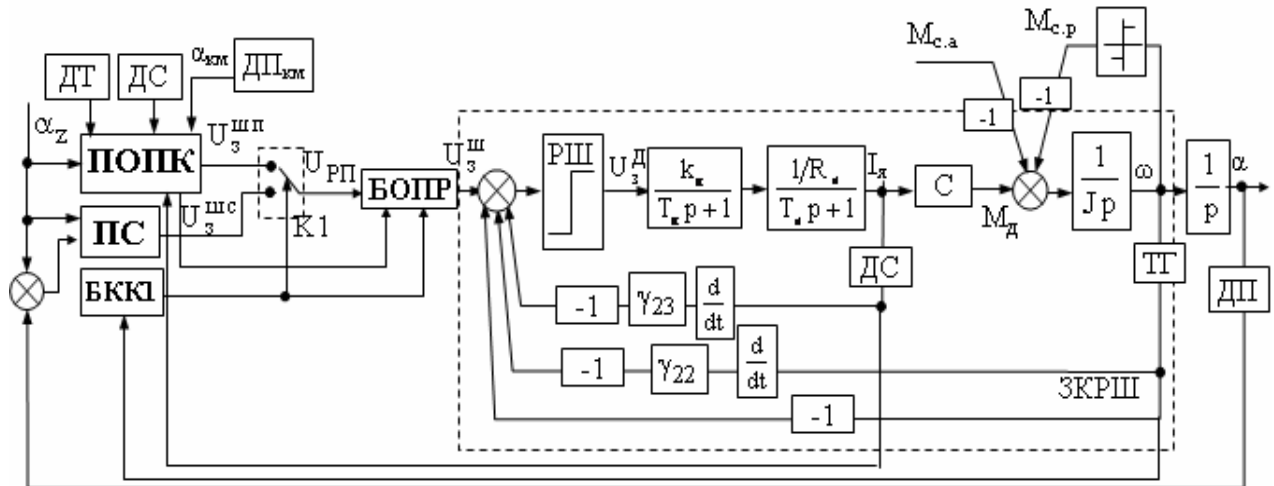 ДТ
ДС
α_км
ДП_км
M_с.а
M_с.р
-1
-1
α_Z
ПОПК
U_з^шп
U_РП
БОПР
U_з^ш
РШ
U_з^Д
k_к
T_к p + 1
1/R_я
T_я p + 1
I_я
С
M_д
1
Jp
ω
1
p
α
ПС
U_з^шс
К1
БКК1
ДС
ТГ
ДП
-1
γ_23
d
dt
-1
γ_22
d
dt
ЗКРШ
-1